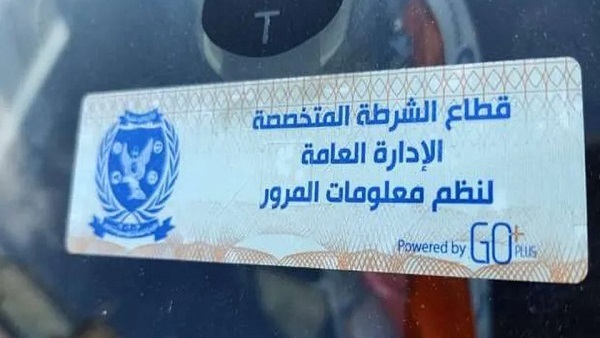 T
قطاع الشرطة المتخصصة
الإدارة العامة
لنظم معلومات المرور
Powered by GO+ PLUS